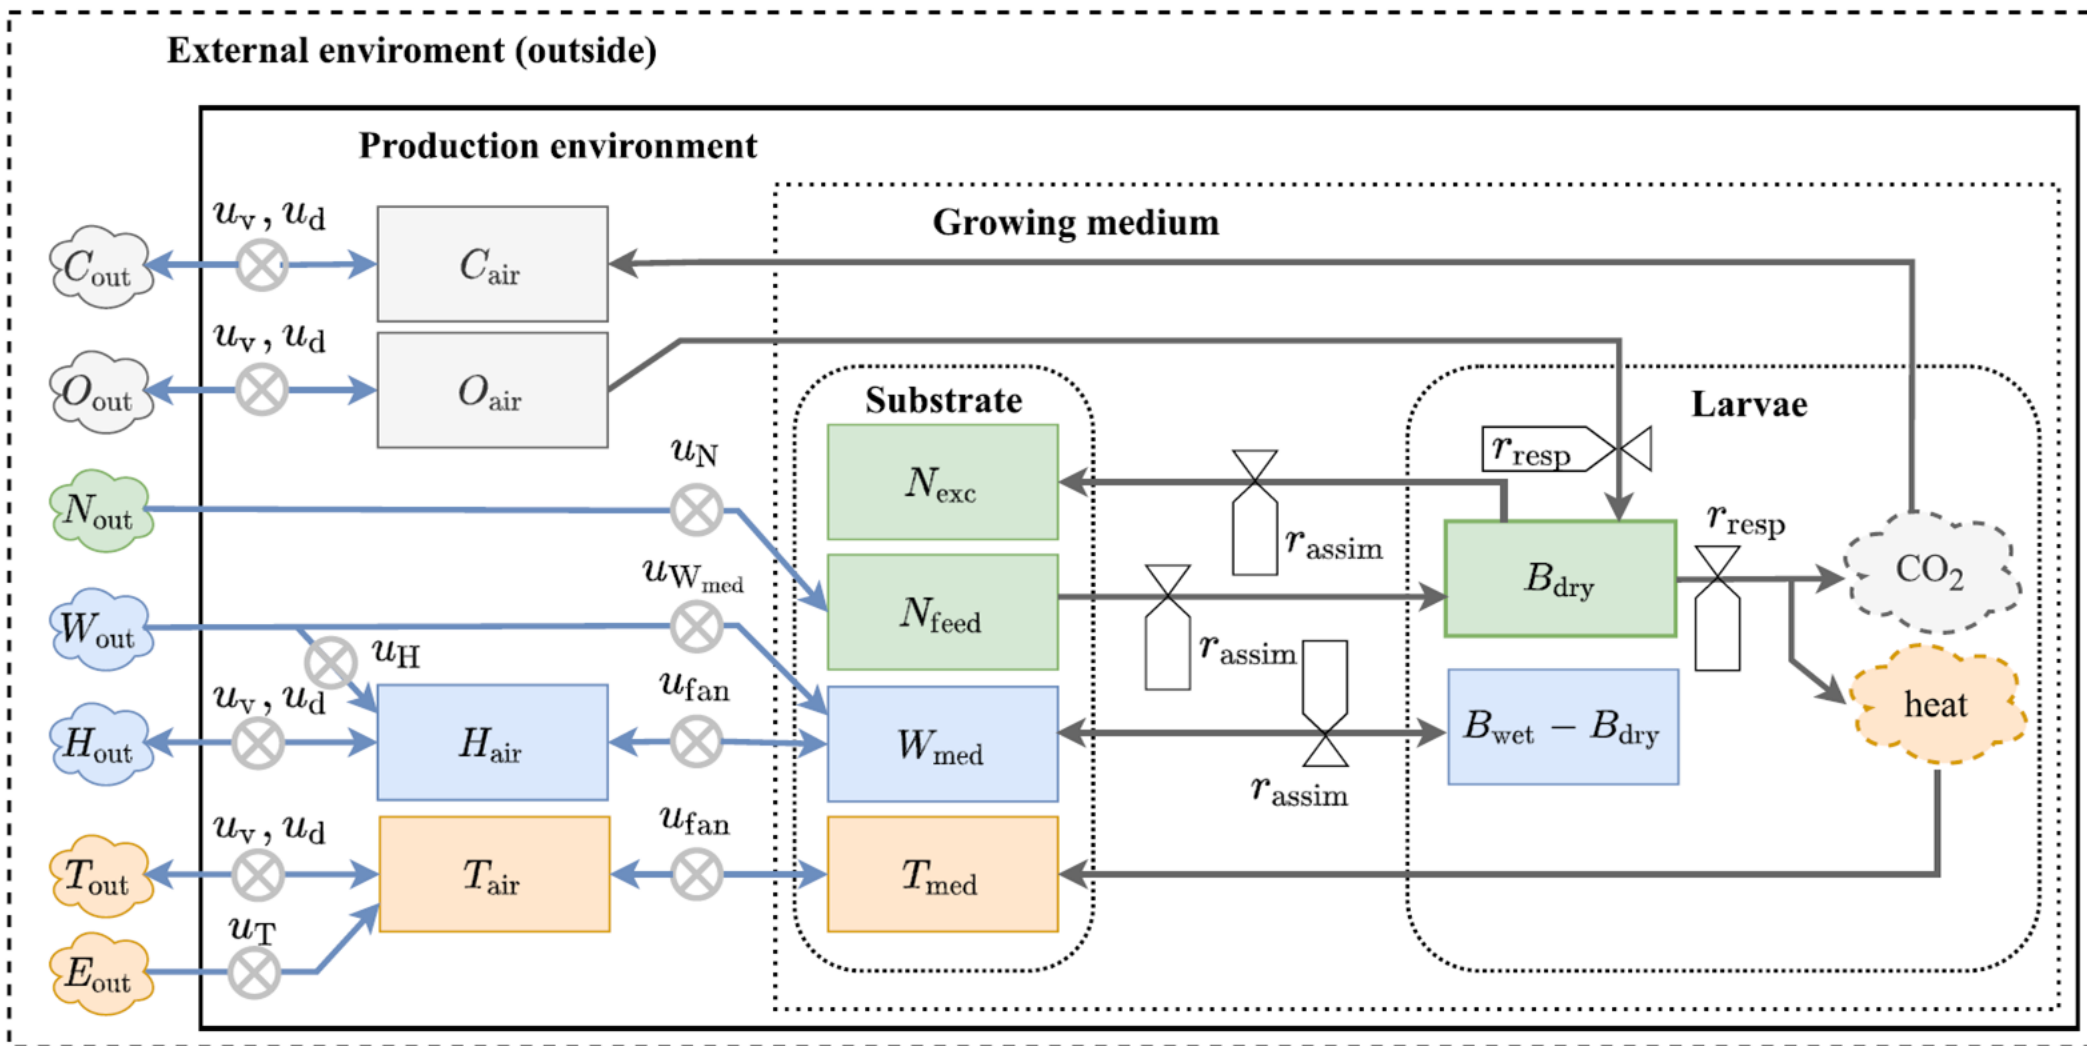 External enviroment (outside)
Production environment
Growing medium
u_v, u_d
C_out
C_air
u_v, u_d
O_out
O_air
Substrate
Larvae
u_N
r_resp
N_out
N_exc
r_assim
r_resp
CO_2
u_W_med
N_feed
B_dry
W_out
u_H
r_assim
u_v, u_d
u_fan
heat
H_out
H_air
W_med
B_wet − B_dry
r_assim
u_v, u_d
u_fan
T_out
T_air
T_med
u_T
E_out